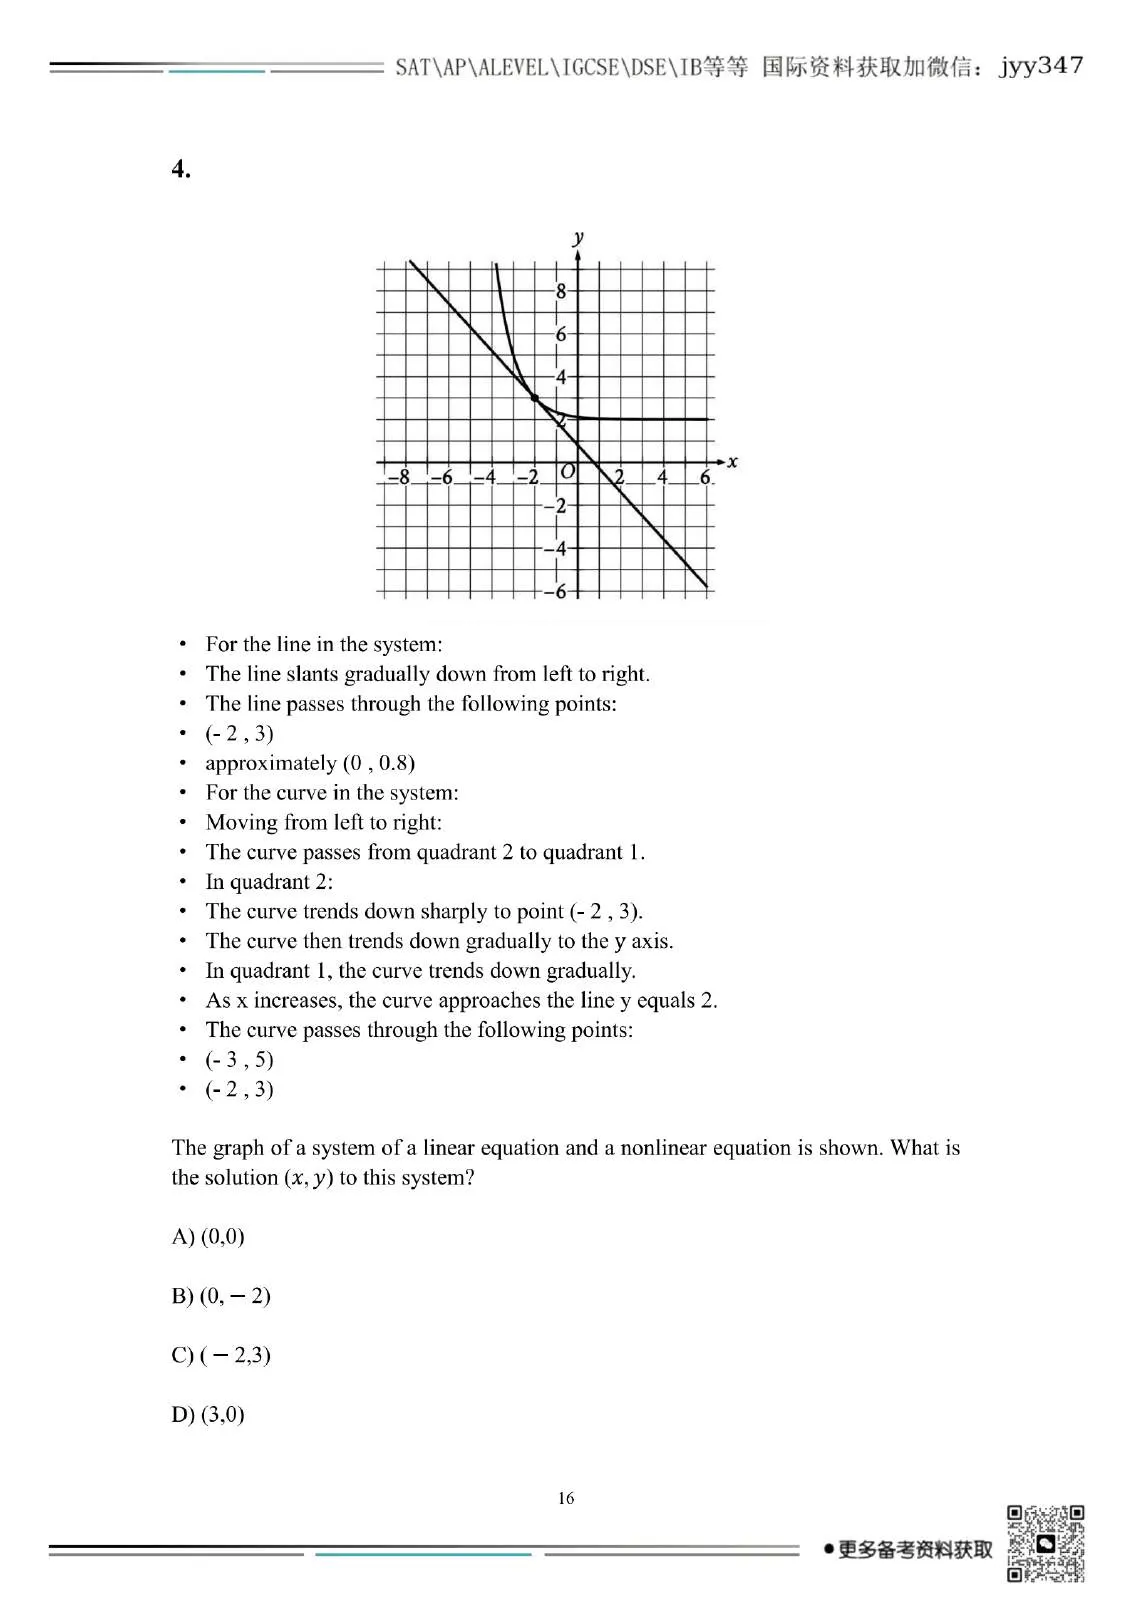 SAT\AP\ALEVEL\IGCSE\DSE\IB等等 国际资料获取加微信： jyy347
4.
y
8
6
4
2
-8 -6 -4 -2 O 2 4 6 x
-2
-4
-6
• For the line in the system:
• The line slants gradually down from left to right.
• The line passes through the following points:
• (- 2 , 3)
• approximately (0 , 0.8)
• For the curve in the system:
• Moving from left to right:
• The curve passes from quadrant 2 to quadrant 1.
• In quadrant 2:
• The curve trends down sharply to point (- 2 , 3).
• The curve then trends down gradually to the y axis.
• In quadrant 1, the curve trends down gradually.
• As x increases, the curve approaches the line y equals 2.
• The curve passes through the following points:
• (- 3 , 5)
• (- 2 , 3)
The graph of a system of a linear equation and a nonlinear equation is shown. What is
the solution (x, y) to this system?
A) (0,0)
B) (0, − 2)
C) ( − 2,3)
D) (3,0)
16
●更多备考资料获取